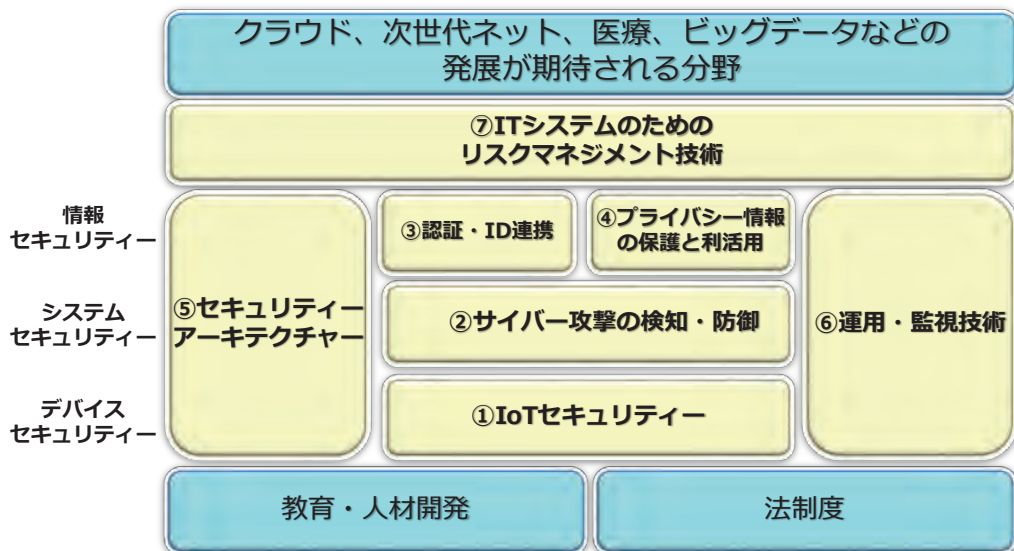 クラウド、次世代ネット、医療、ビッグデータなどの
発展が期待される分野
⑦ITシステムのための
リスクマネジメント技術
情報
セキュリティー
③認証・ID連携
④プライバシー情報
の保護と利活用
⑤セキュリティー
アーキテクチャー
システム
セキュリティー
②サイバー攻撃の検知・防御
⑥運用・監視技術
デバイス
セキュリティー
①IoTセキュリティー
教育・人材開発
法制度